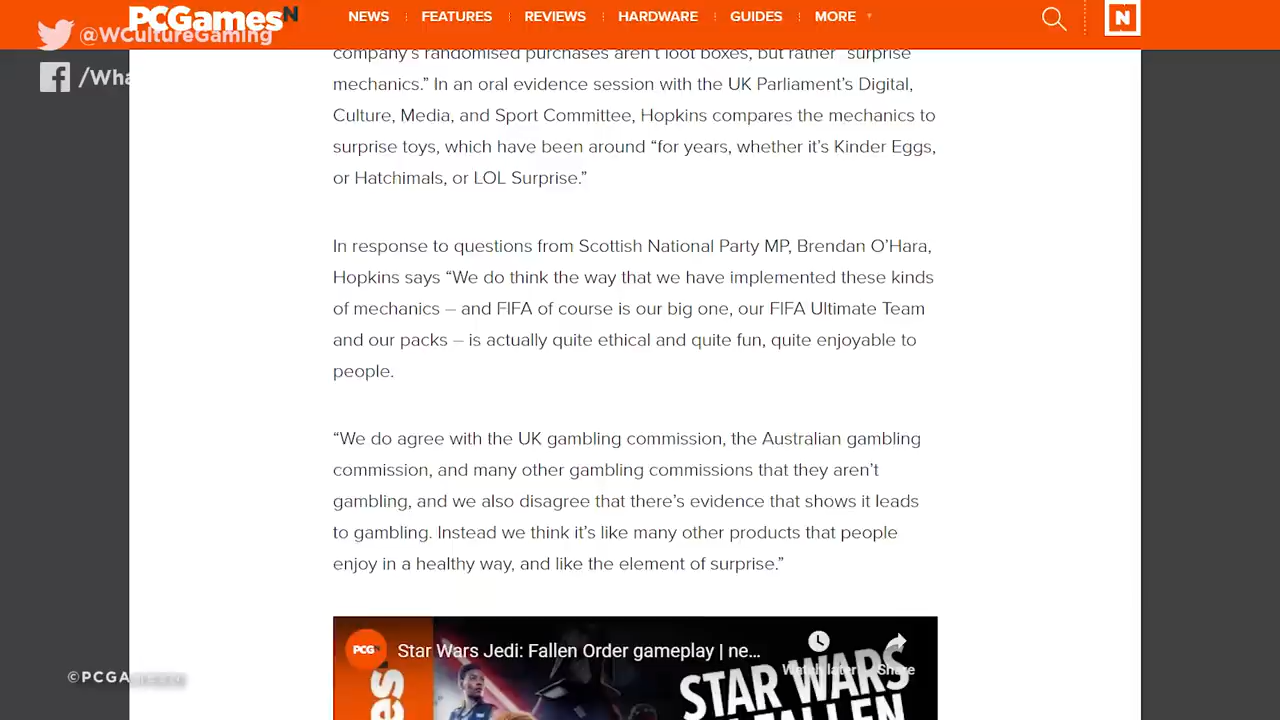 PCGamesN
NEWS FEATURES REVIEWS HARDWARE GUIDES MORE
@WCultureGaming
/Wha
company's randomised purchases aren't loot boxes, but rather "surprise
mechanics.” In an oral evidence session with the UK Parliament’s Digital,
Culture, Media, and Sport Committee, Hopkins compares the mechanics to
surprise toys, which have been around “for years, whether it’s Kinder Eggs,
or Hatchimals, or LOL Surprise.”
In response to questions from Scottish National Party MP, Brendan O’Hara,
Hopkins says “We do think the way that we have implemented these kinds
of mechanics – and FIFA of course is our big one, our FIFA Ultimate Team
and our packs – is actually quite ethical and quite fun, quite enjoyable to
people.
“We do agree with the UK gambling commission, the Australian gambling
commission, and many other gambling commissions that they aren’t
gambling, and we also disagree that there’s evidence that shows it leads
to gambling. Instead we think it’s like many other products that people
enjoy in a healthy way, and like the element of surprise.”
PCGN
Star Wars Jedi: Fallen Order gameplay | ne...
Watch later Share
STAR WARS
FALLEN
es
©PCGAMESN